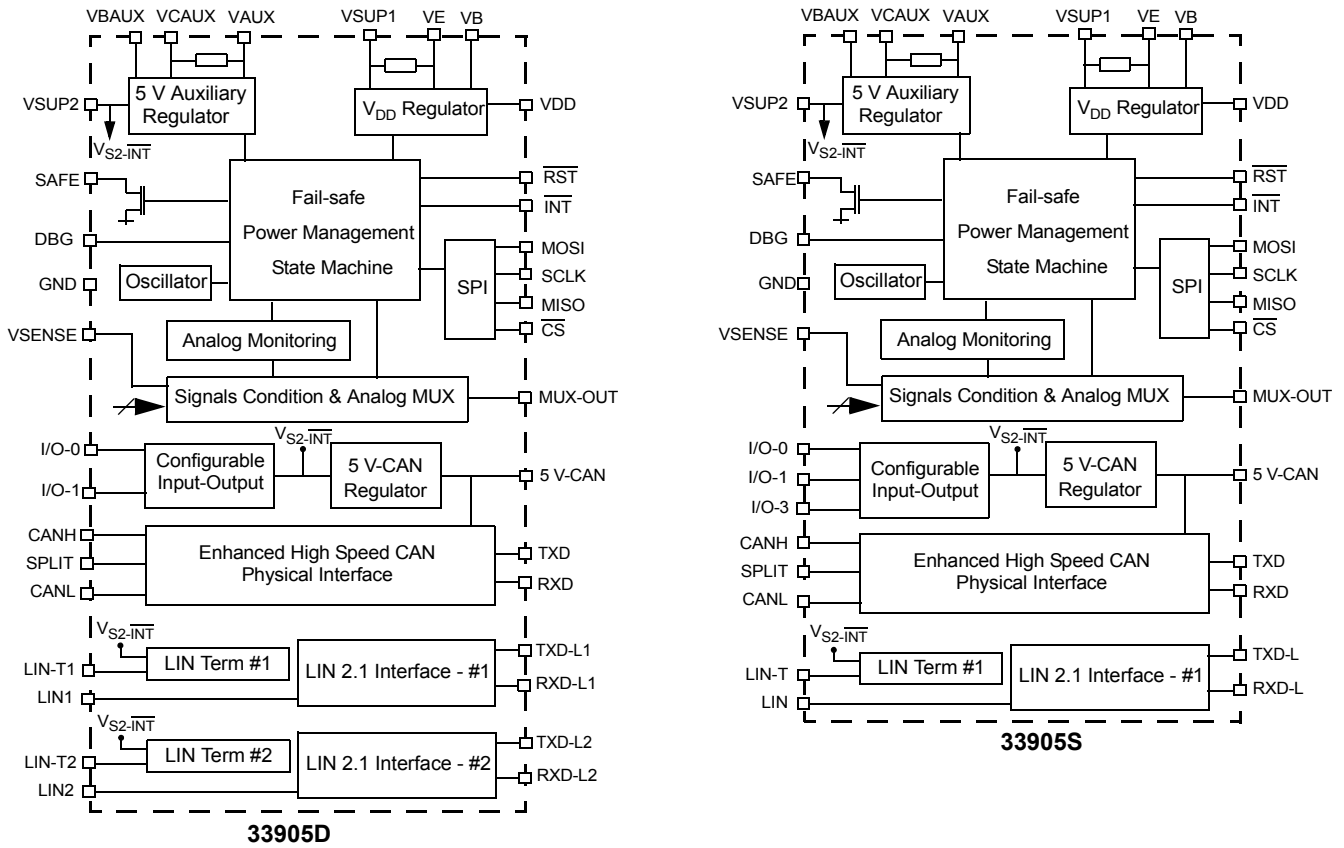 VBAUX VCAUX VAUX VSUP1 VE VB
VSUP2
5 V Auxiliary
Regulator
VDD Regulator
VDD
VS2-INT
SAFE
Fail-safe
Power Management
State Machine
RST
INT
DBG
MOSI
SCLK
MISO
CS
SPI
GND
Oscillator
VSENSE
Analog Monitoring
Signals Condition & Analog MUX
MUX-OUT
I/O-0
VS2-INT
Configurable
Input-Output
5 V-CAN
Regulator
5 V-CAN
I/O-1
CANH
SPLIT
CANL
Enhanced High Speed CAN
Physical Interface
TXD
RXD
VS2-INT
LIN Term #1
LIN 2.1 Interface - #1
TXD-L1
RXD-L1
LIN-T1
LIN1
VS2-INT
LIN Term #2
LIN 2.1 Interface - #2
TXD-L2
RXD-L2
LIN-T2
LIN2
33905D
VBAUX VCAUX VAUX VSUP1 VE VB
VSUP2
5 V Auxiliary
Regulator
VDD Regulator
VDD
VS2-INT
SAFE
Fail-safe
Power Management
State Machine
RST
INT
DBG
MOSI
SCLK
MISO
CS
SPI
GND
Oscillator
VSENSE
Analog Monitoring
Signals Condition & Analog MUX
MUX-OUT
I/O-0
VS2-INT
Configurable
Input-Output
5 V-CAN
Regulator
5 V-CAN
I/O-1
I/O-3
CANH
SPLIT
CANL
Enhanced High Speed CAN
Physical Interface
TXD
RXD
VS2-INT
LIN Term #1
LIN 2.1 Interface - #1
TXD-L
RXD-L
LIN-T
LIN
33905S